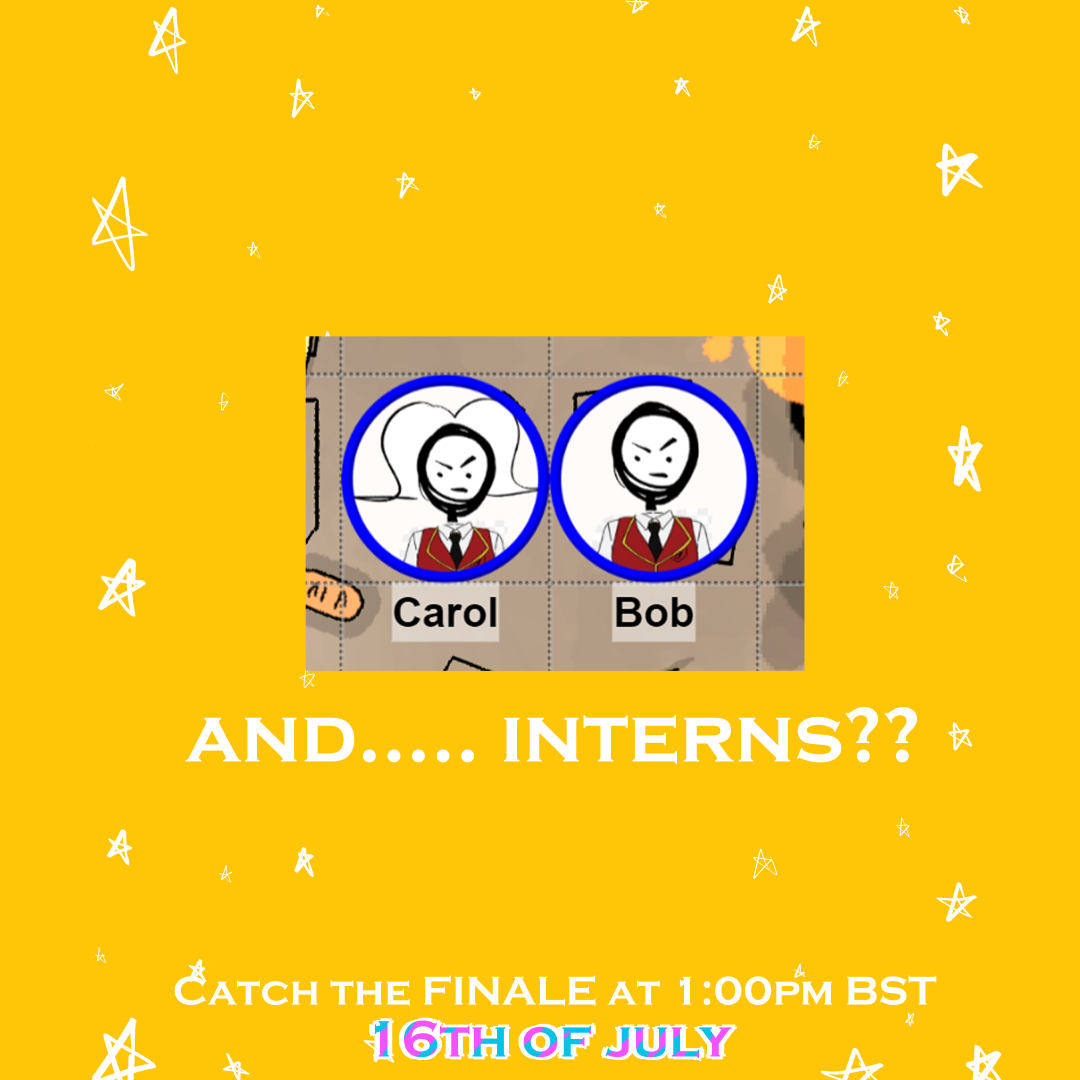 Carol
Bob
AND..... INTERNS??
CATCH THE FINALE AT 1:00PM BST
16TH OF JULY